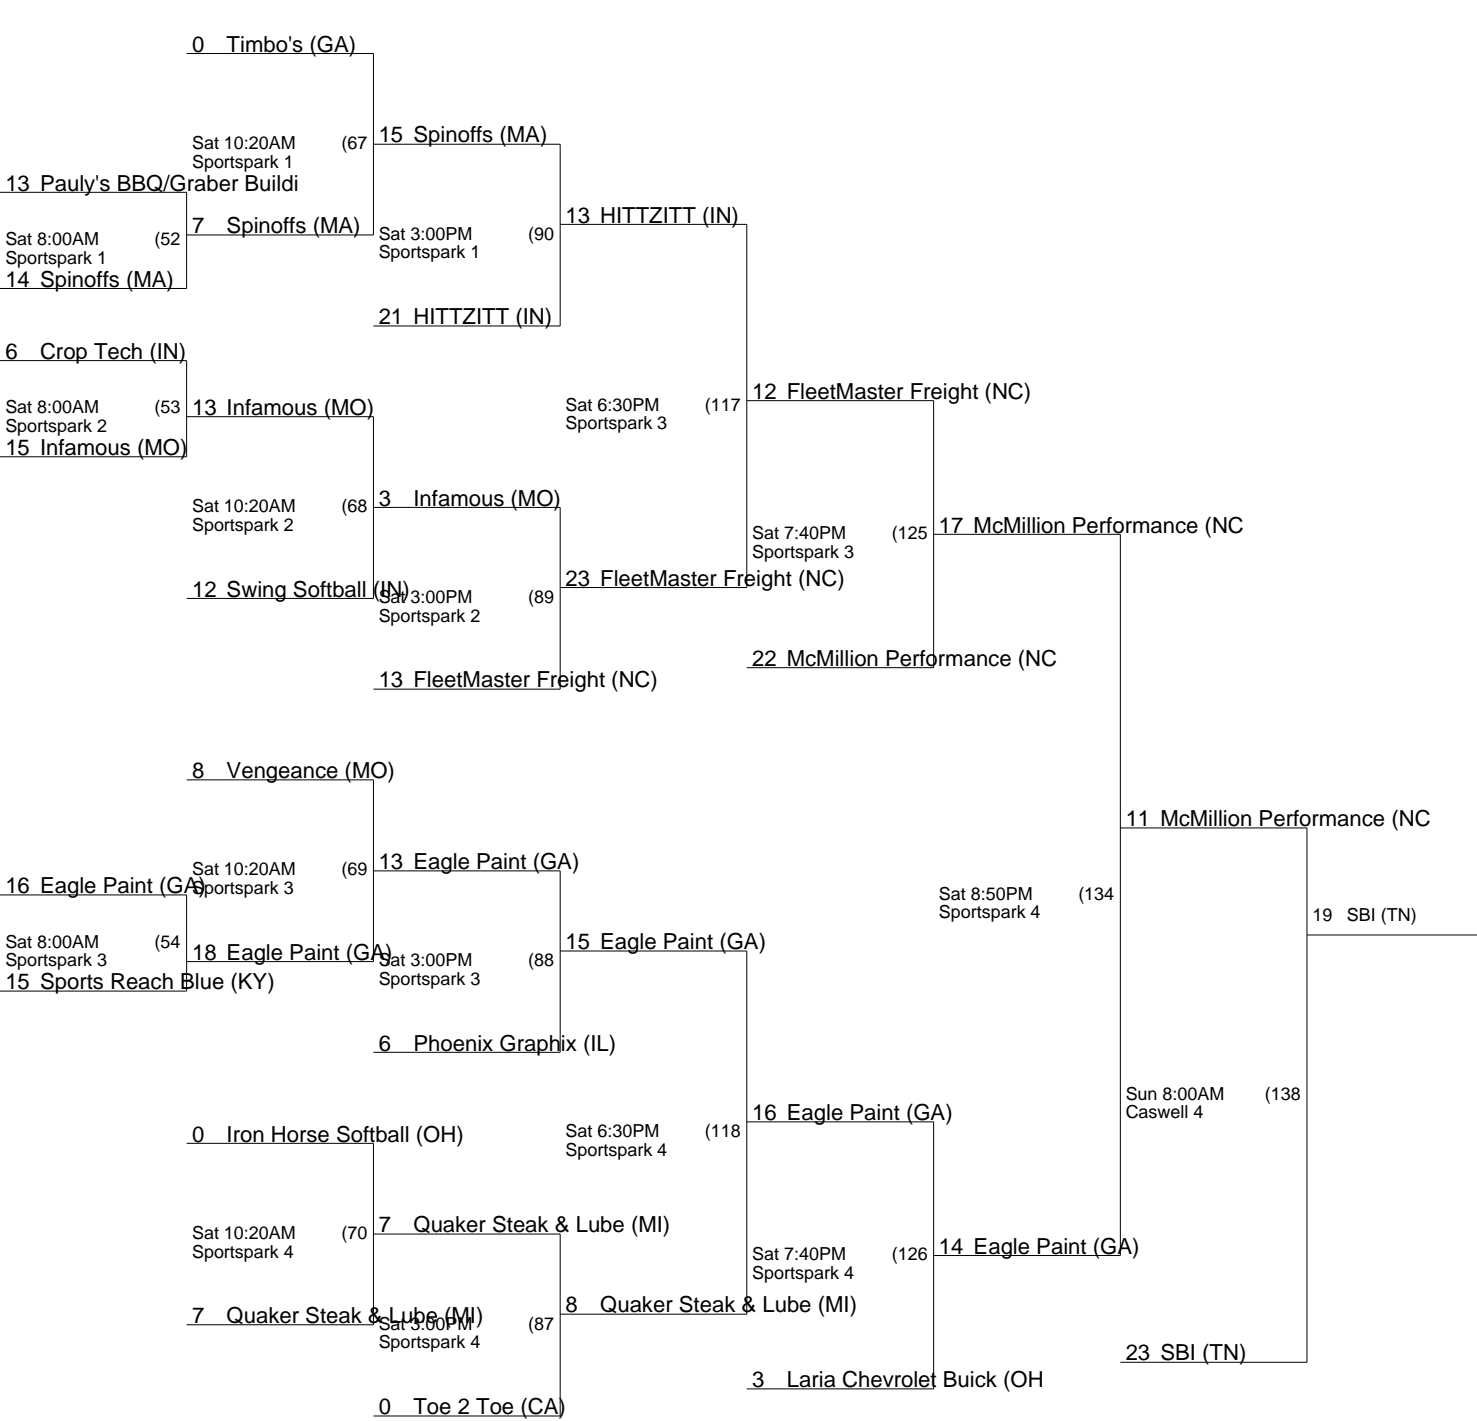 0 Timbo's (GA)
15 Spinoffs (MA)
Sat 10:20AM (67
Sportspark 1
13 Pauly's BBQ/Graber Buildi
13 HITTZITT (IN)
7 Spinoffs (MA)
Sat 3:00PM (90
Sportspark 1
Sat 8:00AM (52
Sportspark 1
14 Spinoffs (MA)
21 HITTZITT (IN)
6 Crop Tech (IN)
12 FleetMaster Freight (NC)
Sat 6:30PM (117
Sportspark 3
Sat 8:00AM (53
Sportspark 2
13 Infamous (MO)
15 Infamous (MO)
3 Infamous (MO)
Sat 10:20AM (68
Sportspark 2
17 McMillion Performance (NC
Sat 7:40PM (125
Sportspark 3
23 FleetMaster Freight (NC)
12 Swing Softball (IN)
Sat 3:00PM (89
Sportspark 2
22 McMillion Performance (NC
13 FleetMaster Freight (NC)
8 Vengeance (MO)
11 McMillion Performance (NC
13 Eagle Paint (GA)
Sat 10:20AM (69
Sportspark 3
16 Eagle Paint (GA)
Sat 8:50PM (134
Sportspark 4
19 SBI (TN)
Sat 8:00AM (54
Sportspark 3
18 Eagle Paint (GA)
15 Eagle Paint (GA)
Sat 3:00PM (88
Sportspark 3
15 Sports Reach Blue (KY)
6 Phoenix Graphix (IL)
Sun 8:00AM (138
Caswell 4
16 Eagle Paint (GA)
0 Iron Horse Softball (OH)
Sat 6:30PM (118
Sportspark 4
7 Quaker Steak & Lube (MI)
Sat 10:20AM (70
Sportspark 4
14 Eagle Paint (GA)
Sat 7:40PM (126
Sportspark 4
8 Quaker Steak & Lube (MI)
7 Quaker Steak & Lube (MI)
Sat 3:00PM (87
Sportspark 4
23 SBI (TN)
3 Laria Chevrolet Buick (OH
0 Toe 2 Toe (CA)